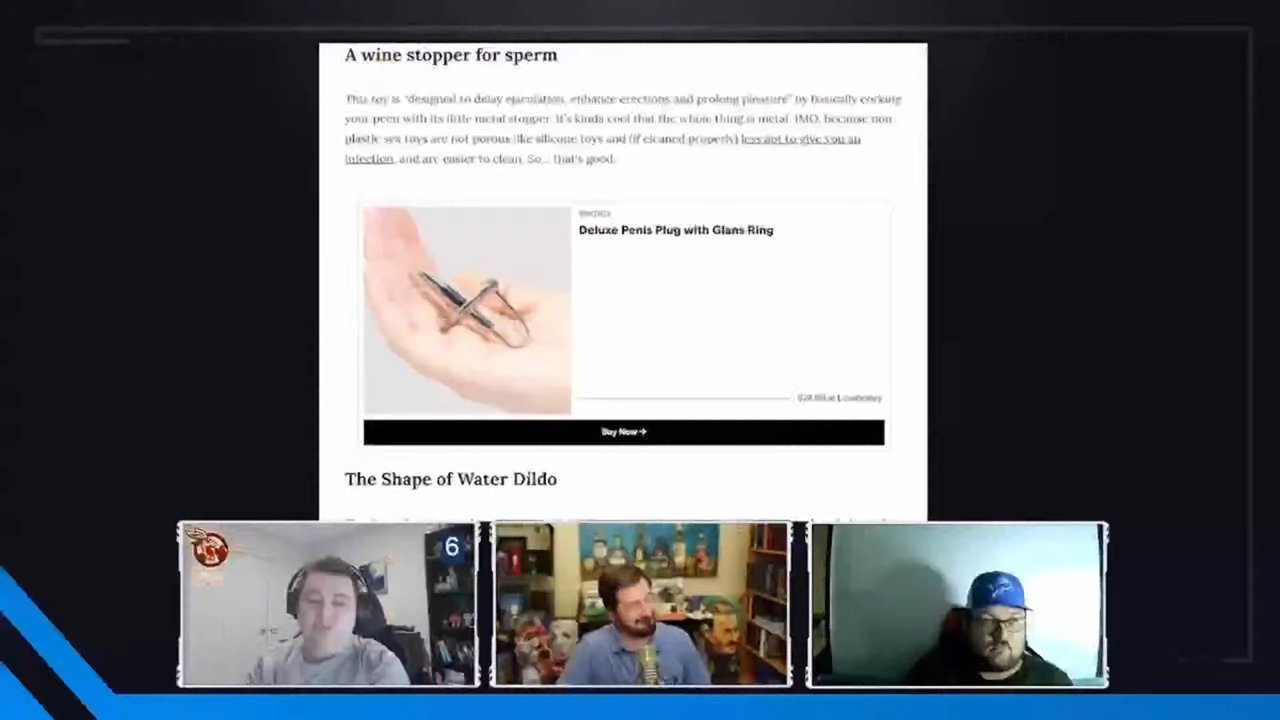 A wine stopper for sperm
This toy is "designed to delay ejaculation, enhance erections and prolong pleasure" by basically corking
your peen with its little metal stopper. It's kinda cool that the whole thing is metal, IMO, because non
plastic sex toys are not porous like silicone toys and (if cleaned properly) less apt to give you an
infection, and are easier to clean. So... that's good.
Deluxe Penis Plug with Glans Ring
at Lovehoney
Buy Now →
The Shape of Water Dildo
6